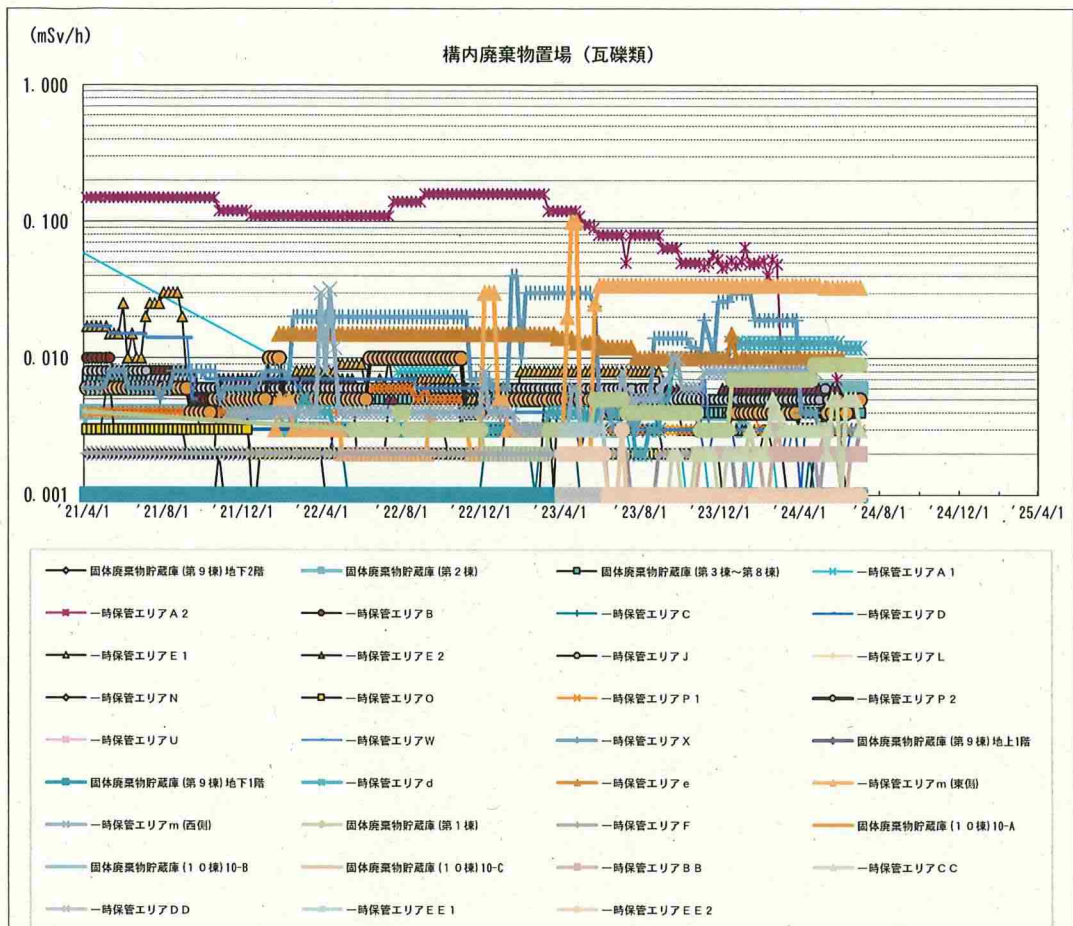 (mSv/h)
構内廃棄物置場 (瓦礫類)
1.000
0.100
0.010
0.001
'21/4/1 '21/8/1 '21/12/1 '22/4/1 '22/8/1 '22/12/1 '23/4/1 '23/8/1 '23/12/1 '24/4/1 '24/8/1 '24/12/1 '25/4/1
固体廃棄物貯蔵庫(第9棟)地下2階 固体廃棄物貯蔵庫(第2棟) 固体廃棄物貯蔵庫(第3棟～第8棟) 一時保管エリアA1
一時保管エリアA2 一時保管エリアB 一時保管エリアC 一時保管エリアD
一時保管エリアE1 一時保管エリアE2 一時保管エリアJ 一時保管エリアL
一時保管エリアN 一時保管エリアO 一時保管エリアP1 一時保管エリアP2
一時保管エリアU 一時保管エリアW 一時保管エリアX 固体廃棄物貯蔵庫(第9棟)地上1階
固体廃棄物貯蔵庫(第9棟)地下1階 一時保管エリアd 一時保管エリアe 一時保管エリアm(東側)
一時保管エリアm(西側) 固体廃棄物貯蔵庫(第1棟) 一時保管エリアF 固体廃棄物貯蔵庫(10棟)10-A
固体廃棄物貯蔵庫(10棟)10-B 固体廃棄物貯蔵庫(10棟)10-C 一時保管エリアBB 一時保管エリアCC
一時保管エリアDD 一時保管エリアEE1 一時保管エリアEE2